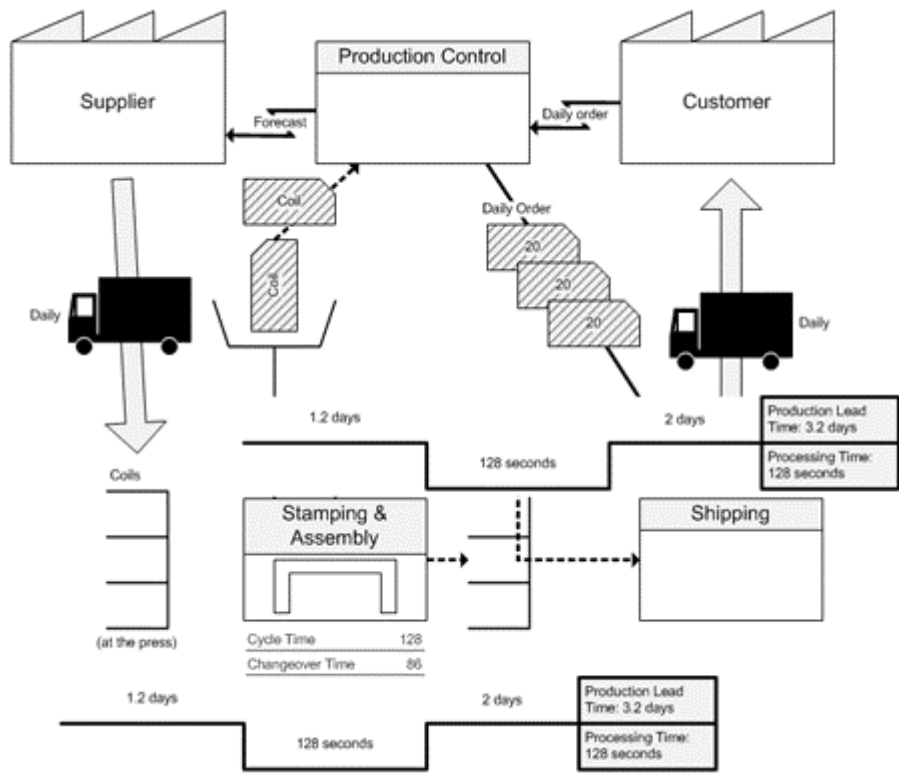 Supplier
Production Control
Customer
Forecast
Daily order
Coil
Coil
Daily Order
20
20
20
Daily
Daily
1.2 days
128 seconds
2 days
Production Lead
Time: 3.2 days
Processing Time:
128 seconds
Coils
(at the press)
Stamping &
Assembly
Cycle Time 128
Changeover Time 86
Shipping
1.2 days
128 seconds
2 days
Production Lead
Time: 3.2 days
Processing Time:
128 seconds